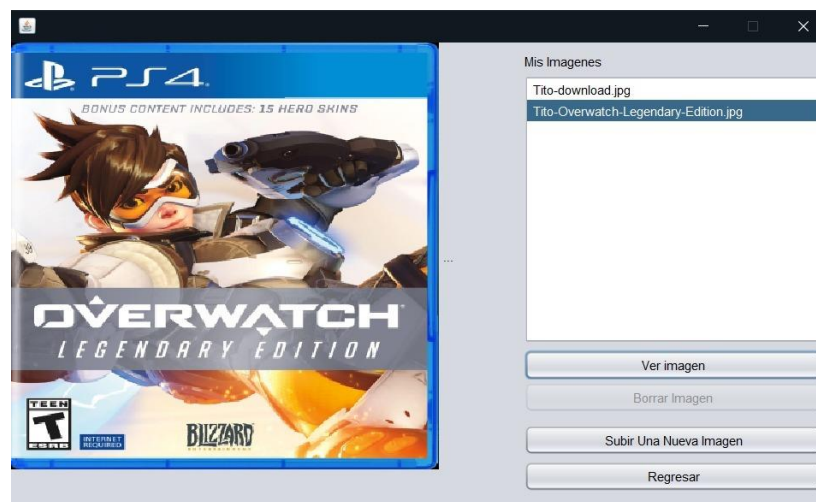 PS4
BONUS CONTENT INCLUDES: 15 HERO SKINS
OVERWATCH
LEGENDARY EDITION
TEEN
T
ESRB
INTERNET
REQUIRED
BLIZZARD
ENTERTAINMENT
...
Mis Imagenes
Tito-download.jpg
Tito-Overwatch-Legendary-Edition.jpg
Ver imagen
Borrar Imagen
Subir Una Nueva Imagen
Regresar